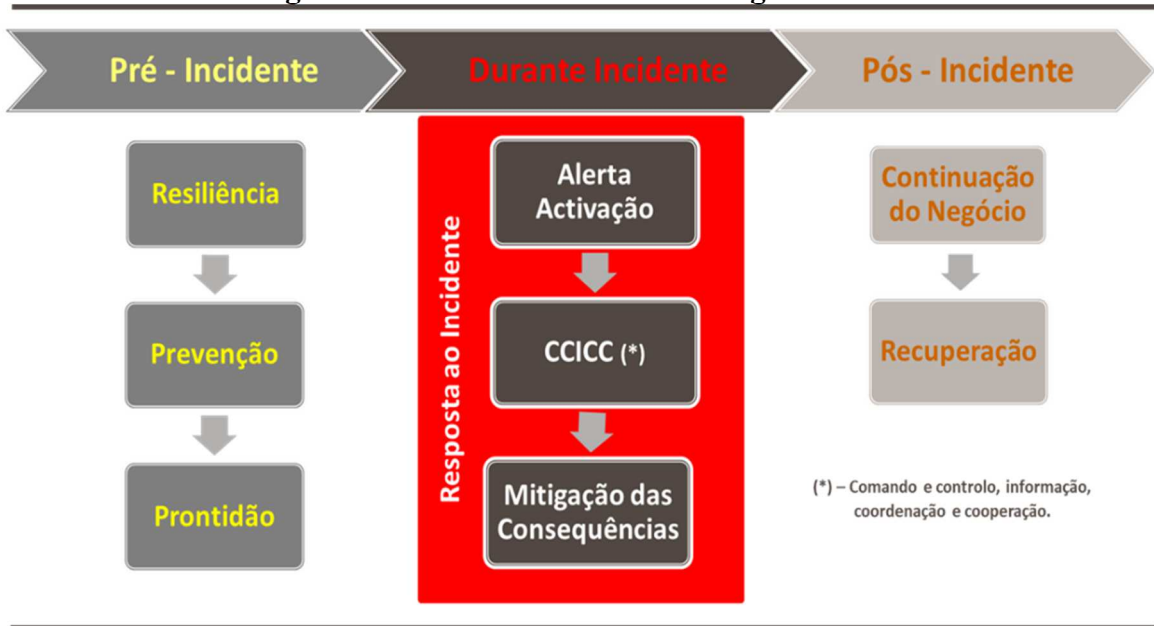 Pré - Incidente
Durante Incidente
Pós - Incidente
Resiliência
Prevenção
Prontidão
Resposta ao Incidente
Alerta
Activação
CCICC (*)
Mitigação das
Consequências
Continuação
do Negócio
Recuperação
(*) – Comando e controlo, informação,
coordenação e cooperação.